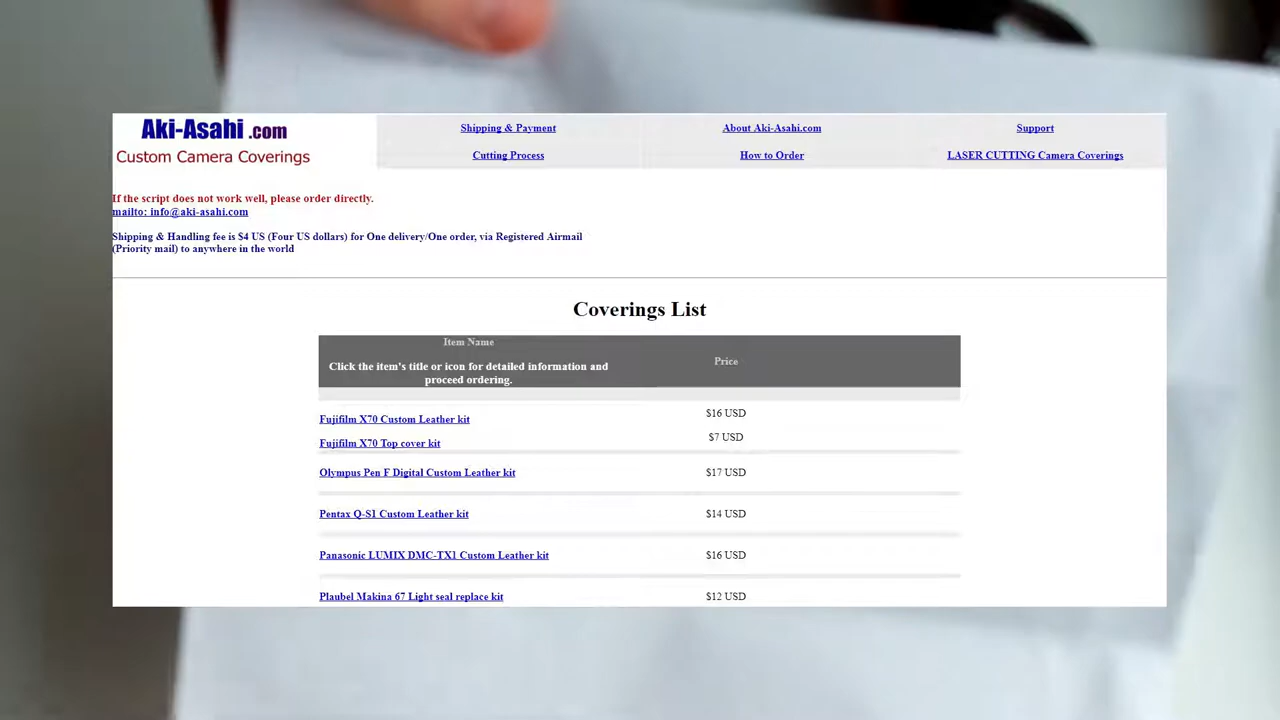 Aki-Asahi .com
Custom Camera Coverings
Shipping & Payment
About Aki-Asahi.com
Support
Cutting Process
How to Order
LASER CUTTING Camera Coverings
If the script does not work well, please order directly.
mailto: info@aki-asahi.com
Shipping & Handling fee is $4 US (Four US dollars) for One delivery/One order, via Registered Airmail
(Priority mail) to anywhere in the world
Coverings List
Item Name
Price
Click the item's title or icon for detailed information and
proceed ordering.
Fujifilm X70 Custom Leather kit
$16 USD
Fujifilm X70 Top cover kit
$7 USD
Olympus Pen F Digital Custom Leather kit
$17 USD
Pentax Q-S1 Custom Leather kit
$14 USD
Panasonic LUMIX DMC-TX1 Custom Leather kit
$16 USD
Plaubel Makina 67 Light seal replace kit
$12 USD